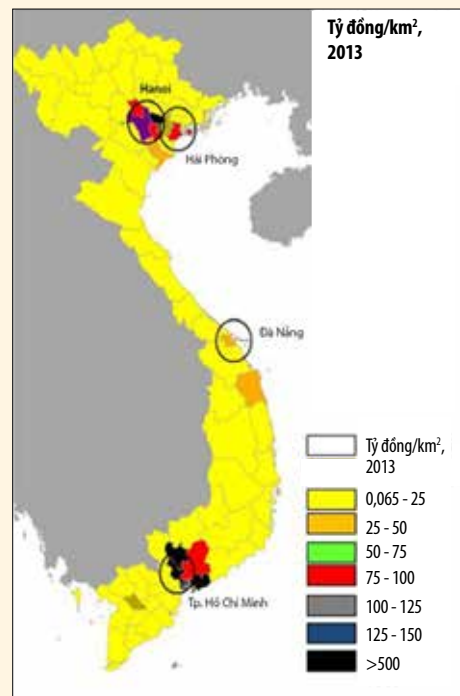 Tỷ đồng/km²,
2013
Hanoi
Hải Phòng
Đà Nẵng
Tp. Hồ Chí Minh
Tỷ đồng/km²,
2013
0,065 - 25
25 - 50
50 - 75
75 - 100
100 - 125
125 - 150
>500